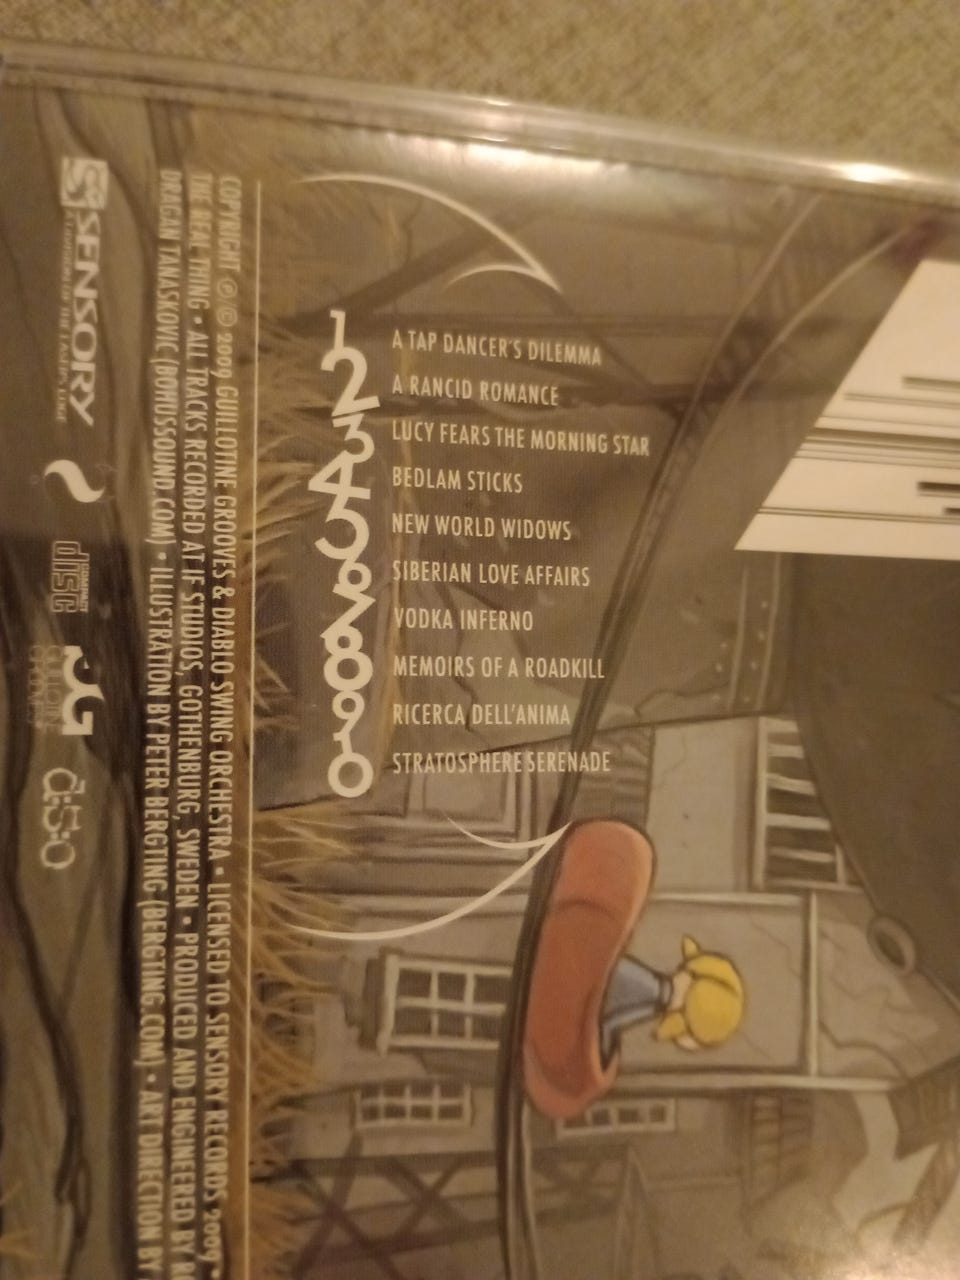 1 A TAP DANCER'S DILEMMA
2 A RANCID ROMANCE
3 LUCY FEARS THE MORNING STAR
4 BEDLAM STICKS
5 NEW WORLD WIDOWS
6 SIBERIAN LOVE AFFAIRS
7 VODKA INFERNO
8 MEMOIRS OF A ROADKILL
9 RICERCA DELL'ANIMA
10 STRATOSPHERE SERENADE
COPYRIGHT ℗ © 2009 GUILLOTINE GROOVES & DIABLO SWING ORCHESTRA • LICENSED TO SENSORY RECORDS 2009 •
THE REAL THING • ALL TRACKS RECORDED AT IF STUDIOS, GOTHENBURG, SWEDEN • PRODUCED AND ENGINEERED BY
DRAGAN TANASKOVIC (BOHUSSOUND.COM) • ILLUSTRATION BY PETER BERGTING (BERGTING.COM) • ART DIRECTION BY
SENSORY
COMPACT
disc
d:s:o